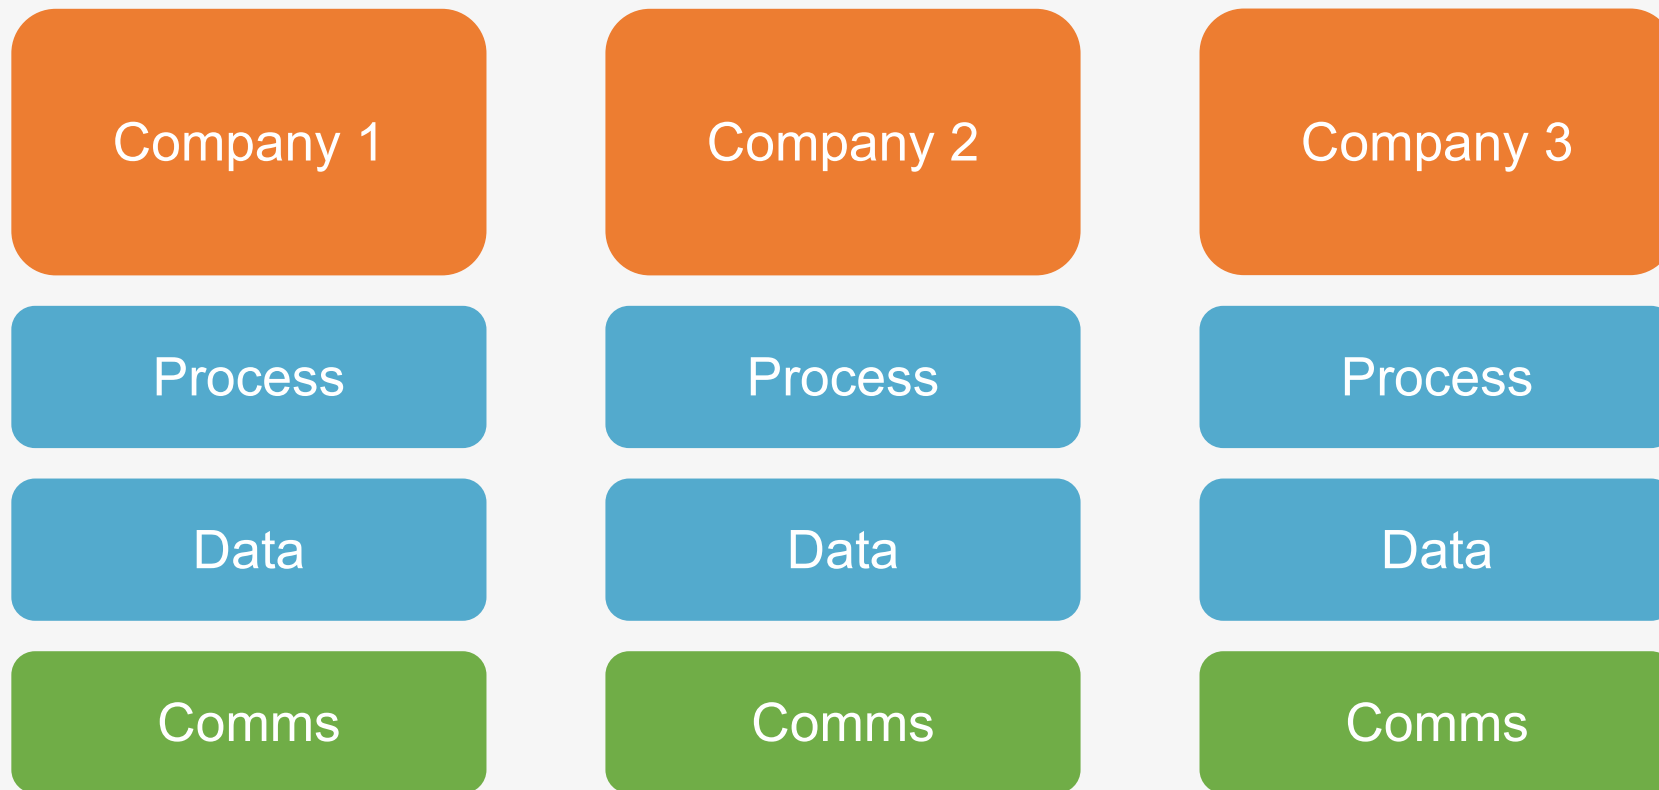 Company 1
Company 2
Company 3
Process
Process
Process
Data
Data
Data
Comms
Comms
Comms